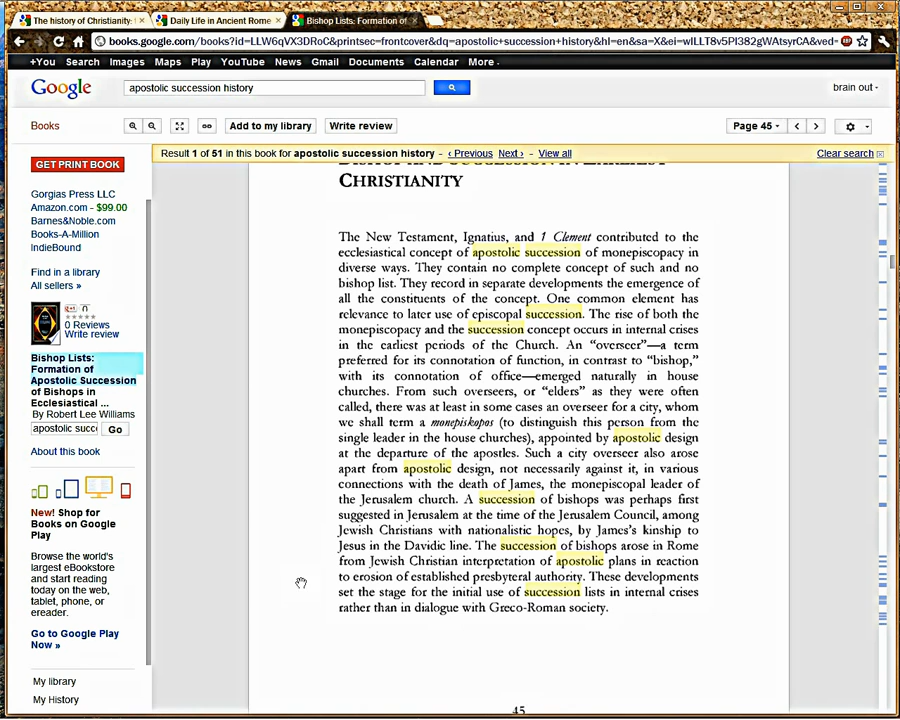 The history of Christianity:
Daily Life in Ancient Rome
Bishop Lists: Formation of
books.google.com/books?id=LLW6qVX3DRoC&printsec=frontcover&dq=apostolic+succession+history&hl=en&sa=X&ei=wILLT8v5PI382gWAtsyrCA&ved=
+You Search Images Maps Play YouTube News Gmail Documents Calendar More
Google
apostolic succession history
brain out
Books
Add to my library
Write review
Page 45
GET PRINT BOOK
Result 1 of 51 in this book for apostolic succession history - ‹ Previous Next › - View all
Clear search
Gorgias Press LLC
Amazon.com - $99.00
Barnes&Noble.com
Books-A-Million
IndieBound
Find in a library
All sellers »
0
0 Reviews
Write review
Bishop Lists:
Formation of
Apostolic Succession
of Bishops in
Ecclesiastical ...
By Robert Lee Williams
apostolic succ
Go
About this book
New! Shop for
Books on Google
Play
Browse the world's
largest eBookstore
and start reading
today on the web,
tablet, phone, or
ereader.
Go to Google Play
Now »
My library
My History
CHRISTIANITY
The New Testament, Ignatius, and 1 Clement contributed to the
ecclesiastical concept of apostolic succession of monepiscopacy in
diverse ways. They contain no complete concept of such and no
bishop list. They record in separate developments the emergence of
all the constituents of the concept. One common element has
relevance to later use of episcopal succession. The rise of both the
monepiscopacy and the succession concept occurs in internal crises
in the earliest periods of the Church. An “overseer”—a term
preferred for its connotation of function, in contrast to “bishop,”
with its connotation of office—emerged naturally in house
churches. From such overseers, or “elders” as they were often
called, there was at least in some cases an overseer for a city, whom
we shall term a monepiskopos (to distinguish this person from the
single leader in the house churches), appointed by apostolic design
at the departure of the apostles. Such a city overseer also arose
apart from apostolic design, not necessarily against it, in various
connections with the death of James, the monepiscopal leader of
the Jerusalem church. A succession of bishops was perhaps first
suggested in Jerusalem at the time of the Jerusalem Council, among
Jewish Christians with nationalistic hopes, by James’s kinship to
Jesus in the Davidic line. The succession of bishops arose in Rome
from Jewish Christian interpretation of apostolic plans in reaction
to erosion of established presbyteral authority. These developments
set the stage for the initial use of succession lists in internal crises
rather than in dialogue with Greco-Roman society.
45